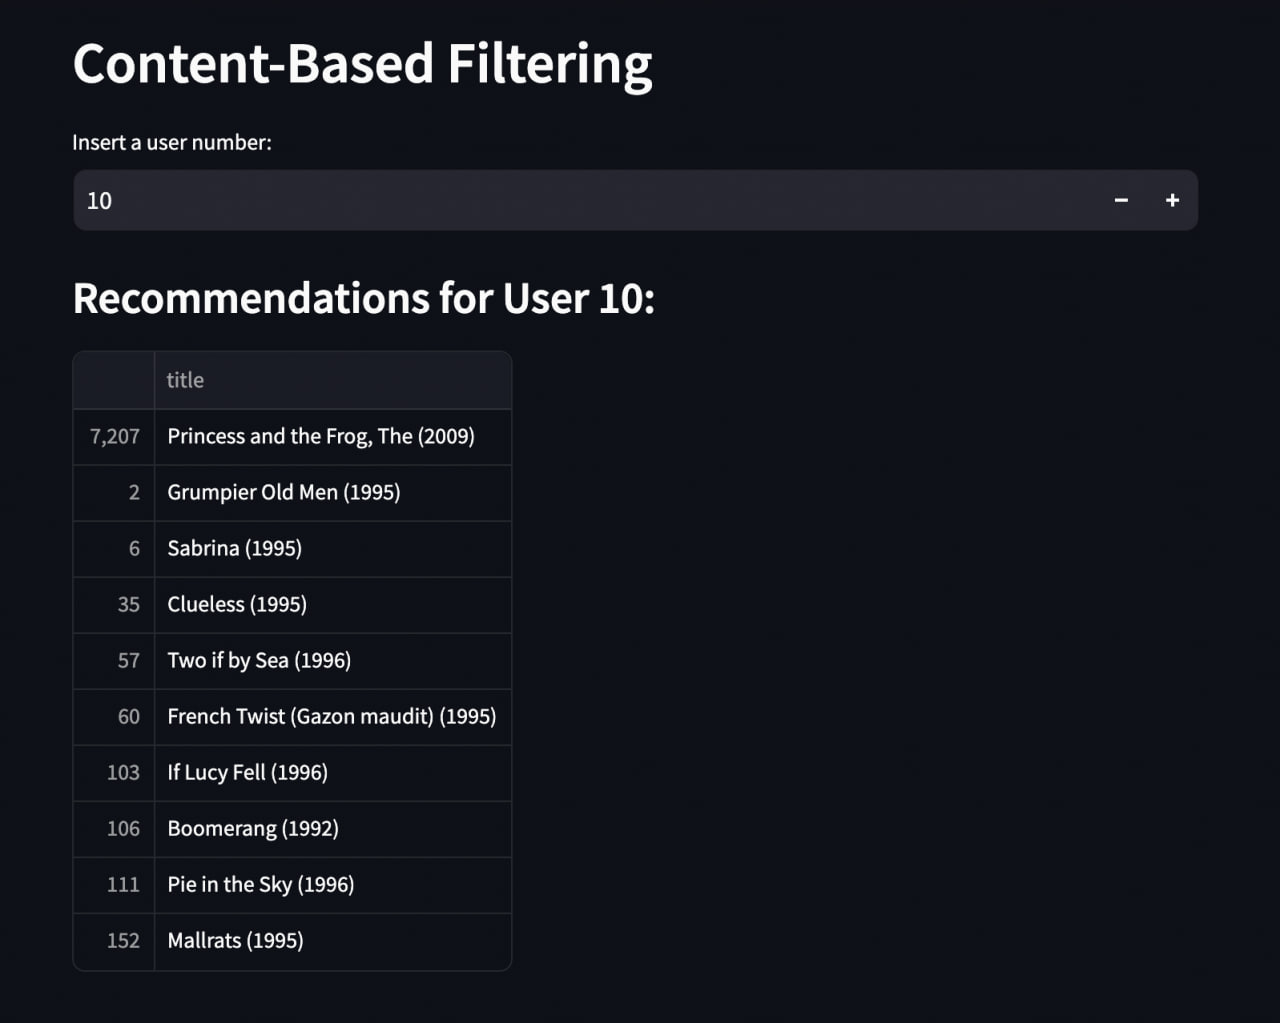 Content-Based Filtering
Insert a user number:
10
Recommendations for User 10:
title
7,207 Princess and the Frog, The (2009)
2 Grumpier Old Men (1995)
6 Sabrina (1995)
35 Clueless (1995)
57 Two if by Sea (1996)
60 French Twist (Gazon maudit) (1995)
103 If Lucy Fell (1996)
106 Boomerang (1992)
111 Pie in the Sky (1996)
152 Mallrats (1995)